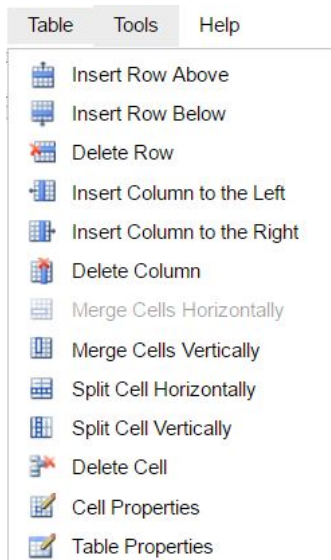 Table Tools Help
Insert Row Above
Insert Row Below
Delete Row
Insert Column to the Left
Insert Column to the Right
Delete Column
Merge Cells Horizontally
Merge Cells Vertically
Split Cell Horizontally
Split Cell Vertically
Delete Cell
Cell Properties
Table Properties